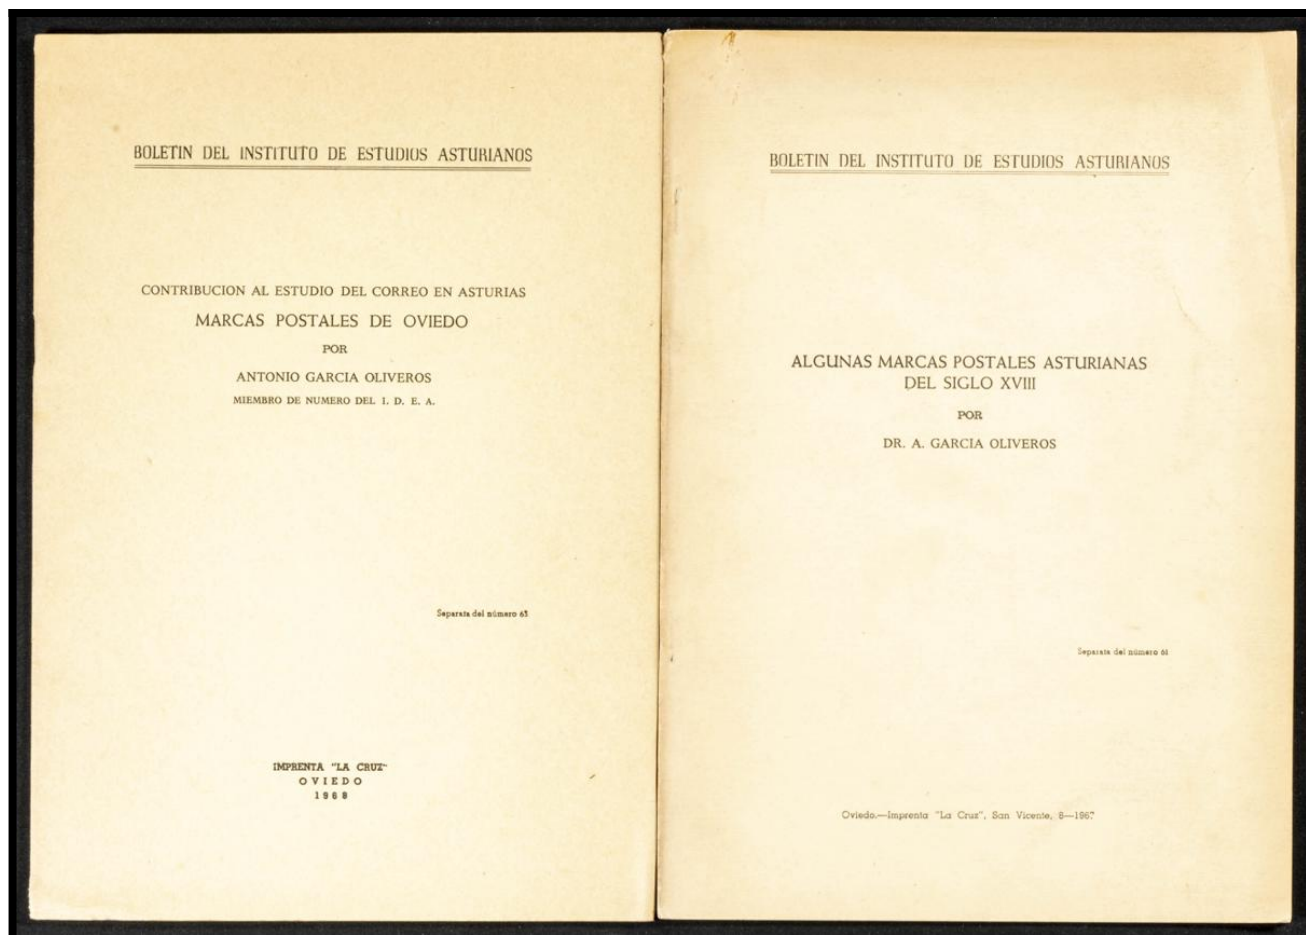 BOLETIN DEL INSTITUTO DE ESTUDIOS ASTURIANOS
CONTRIBUCION AL ESTUDIO DEL CORREO EN ASTURIAS
MARCAS POSTALES DE OVIEDO
POR
ANTONIO GARCIA OLIVEROS
MIEMBRO DE NUMERO DEL I. D. E. A.
Separata del número
IMPRENTA "LA CRUZ"
OVIEDO
1968
BOLETIN DEL INSTITUTO DE ESTUDIOS ASTURIANOS
ALGUNAS MARCAS POSTALES ASTURIANAS
DEL SIGLO XVIII
POR
DR. A. GARCIA OLIVEROS
Separata del número 61
Oviedo.—Imprenta "La Cruz", San Vicente, 8—1967